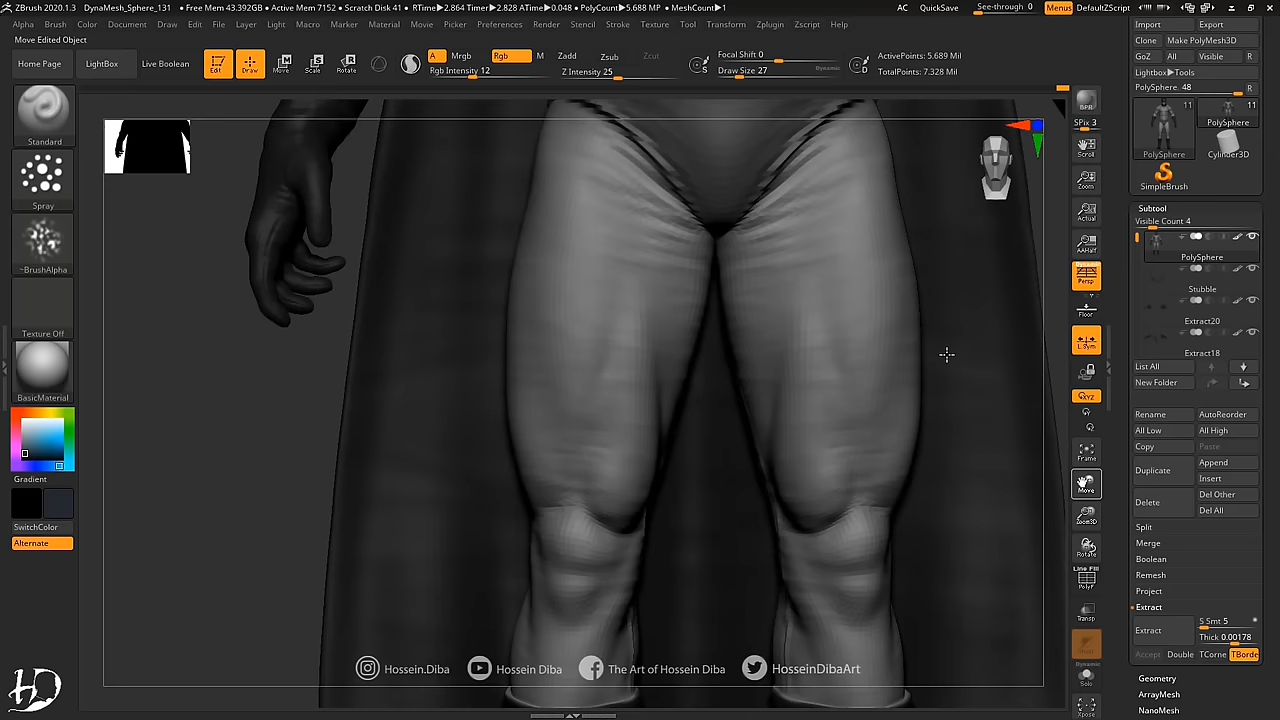 ZBrush 2020.1.3 DynaMesh_Sphere_131 • Free Mem 43.392GB • Active Mem 7152 • Scratch Disk 41 • RTime▶2.864 Timer▶2.828 ATime▶0.048 • PolyCount▶5.688 MP • MeshCount▶1 AC QuickSave See-through 0 Menus DefaultZScript
Alpha Brush Color Document Draw Edit File Layer Light Macro Marker Material Movie Picker Preferences Render Stencil Stroke Texture Tool Transform Zplugin Zscript Help
Move Edited Object
Home Page LightBox Live Boolean Edit Draw Move Scale Rotate
A Mrgb Rgb M Zadd Zsub Zcut
Rgb Intensity 12 Z Intensity 25
Focal Shift 0
Draw Size 27 Dynamic
ActivePoints: 5.689 Mil
TotalPoints: 7.328 Mil
Standard
Spray
~BrushAlpha
Texture Off
BasicMaterial
Gradient
SwitchColor
Alternate
Hossein.Diba Hossein Diba The Art of Hossein Diba HosseinDibaArt
HD
BPR
SPix 3
Scroll
Zoom
Actual
AAHalf
Dynamic
Persp
Floor
L.Sym
XYZ
Frame
Move
Zoom3D
Rotate
Line Fill
PolyF
Transp
Dynamic
Solo
Xpose
Import Export
Clone Make PolyMesh3D
GoZ All Visible R
Lightbox▶Tools
PolySphere. 48 R
11 11
PolySphere PolySphere
Cylinder3D
SimpleBrush
Subtool
Visible Count 4
PolySphere
Stubble
Extract20
Extract18
List All
New Folder
Rename AutoReorder
All Low All High
Copy Paste
Duplicate Append
Insert
Delete Del Other
Del All
Split
Merge
Boolean
Remesh
Project
Extract
Extract S Smt 5
Thick 0.00178
Accept Double TCorne TBorde
Geometry
ArrayMesh
NanoMesh